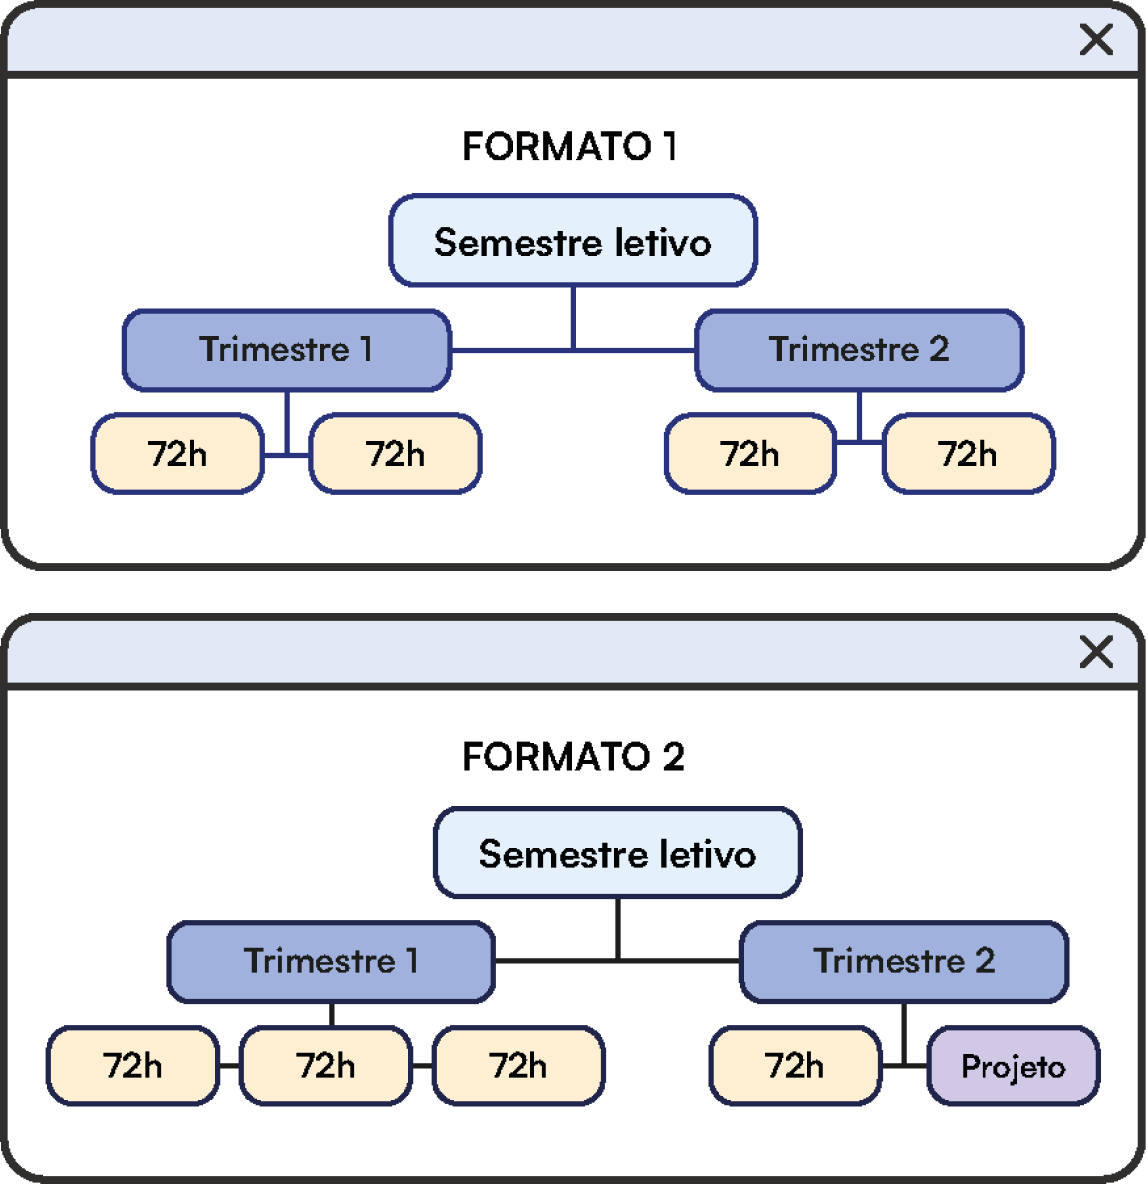 FORMATO 1
Semestre letivo
Trimestre 1
Trimestre 2
72h
72h
72h
72h
FORMATO 2
Semestre letivo
Trimestre 1
Trimestre 2
72h
72h
72h
72h
Projeto